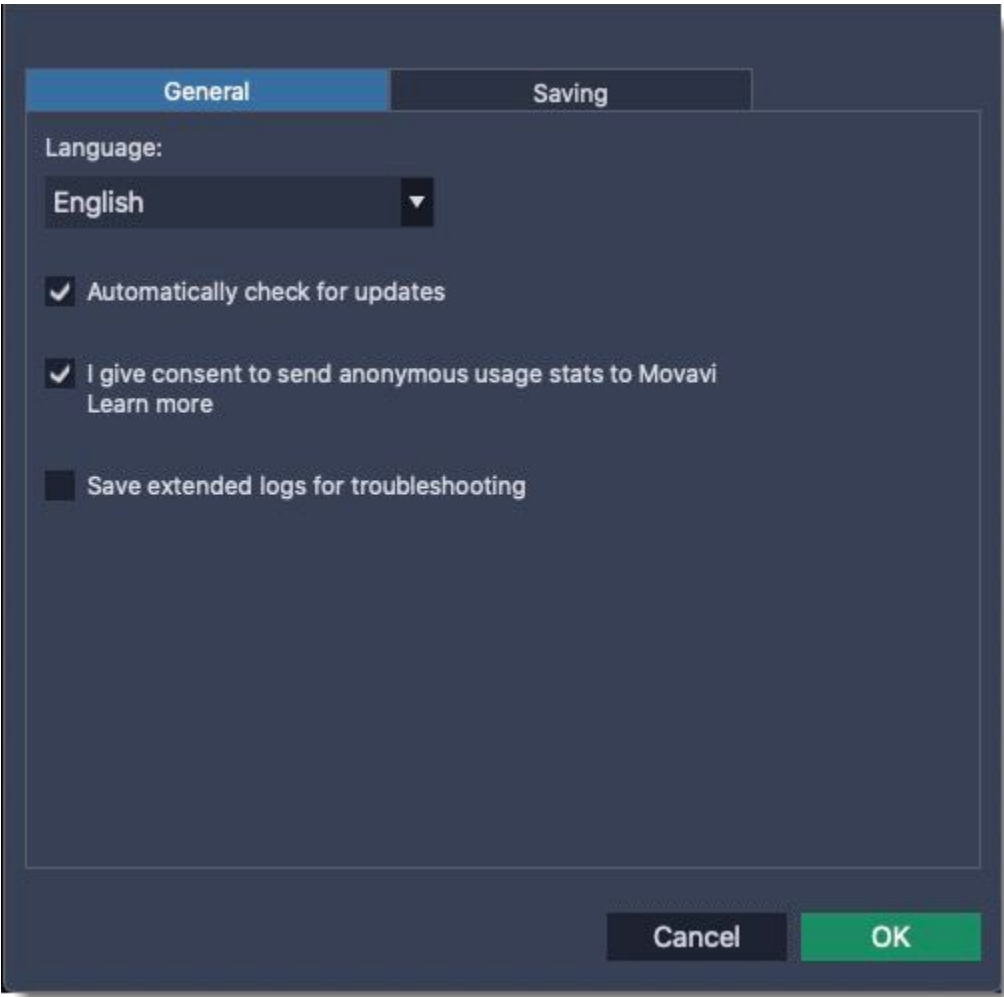 General
Saving
Language:
English
Automatically check for updates
I give consent to send anonymous usage stats to Movavi
Learn more
Save extended logs for troubleshooting
Cancel
OK